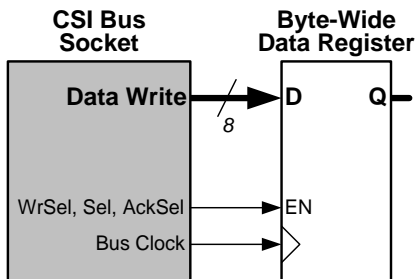 CSI Bus
Socket
Byte-Wide
Data Register
Data Write
8
D
Q
WrSel, Sel, AckSel
EN
Bus Clock